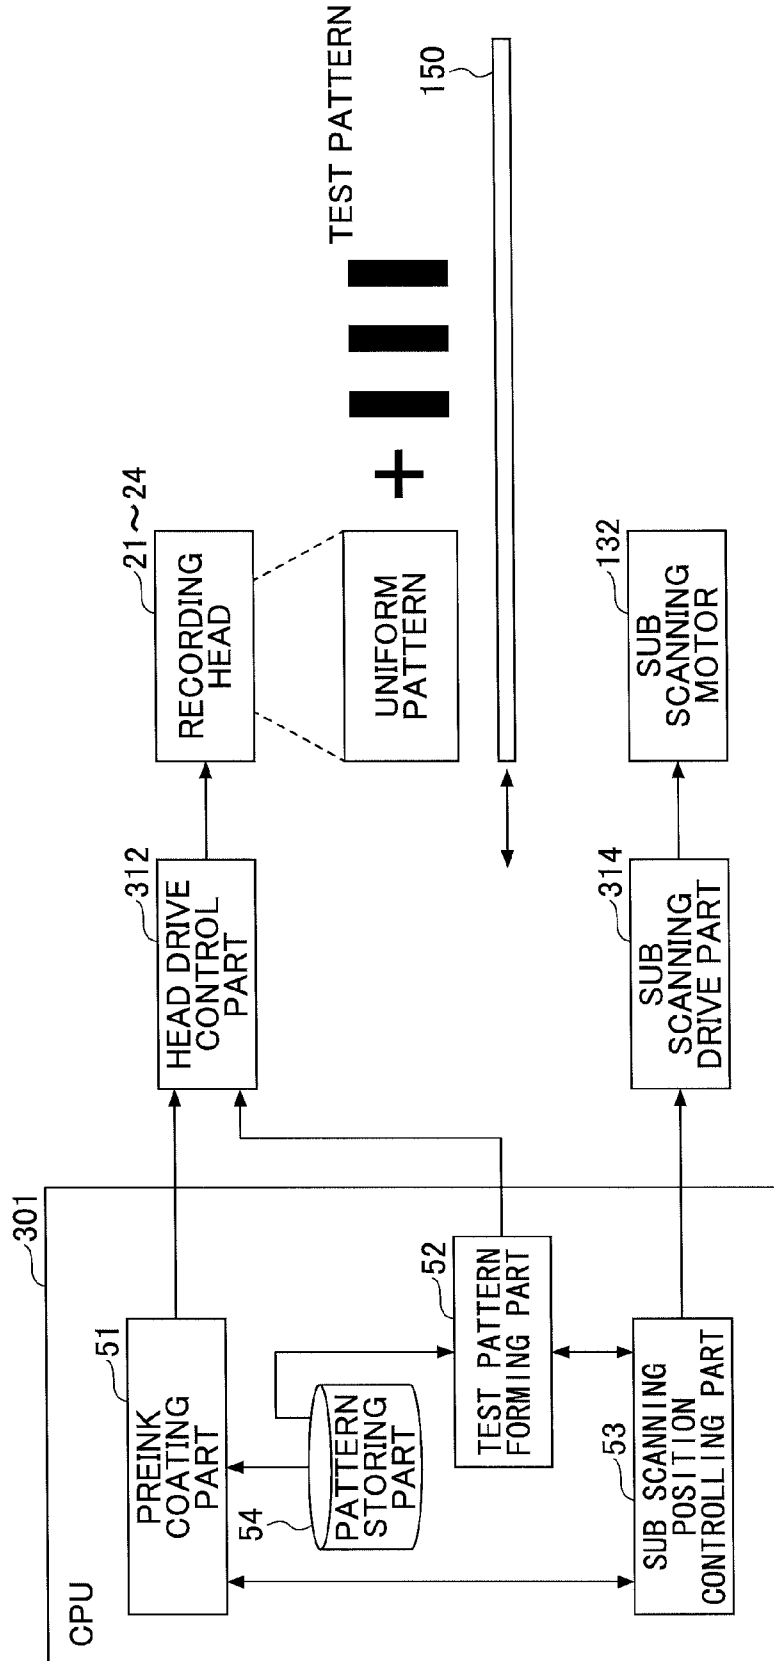 CPU
301
PREINK
COATING
PART
51
PATTERN
STORING
PART
54
TEST PATTERN
FORMING PART
52
SUB SCANNING
POSITION
CONTROLLING PART
53
HEAD DRIVE
CONTROL
PART
312
SUB
SCANNING
DRIVE PART
314
RECORDING
HEAD
21～24
UNIFORM
PATTERN
+
TEST PATTERN
150
SUB
SCANNING
MOTOR
132